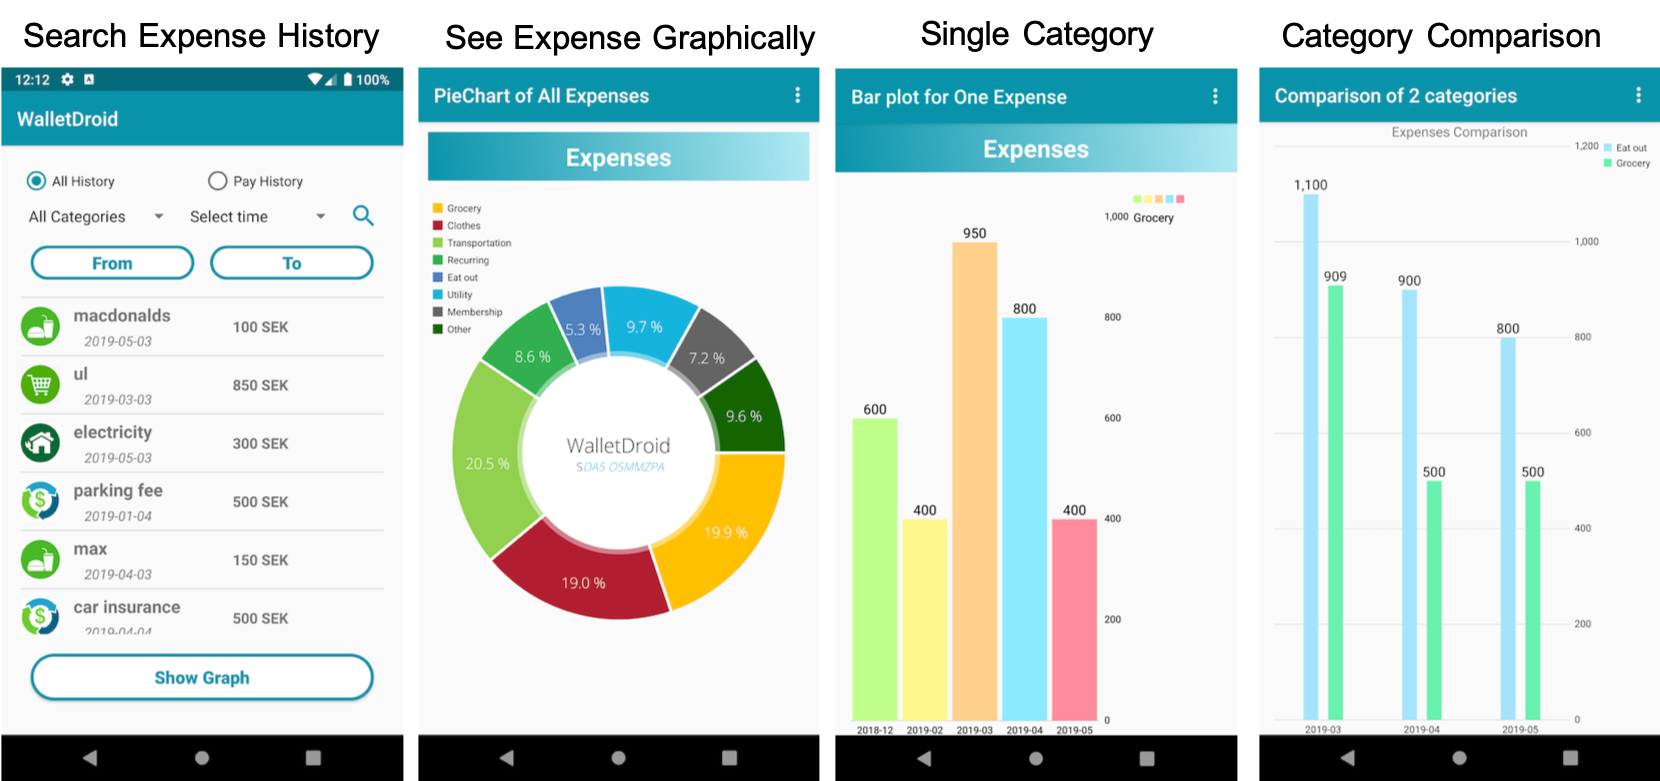 Search Expense History
12:12
100%
WalletDroid
All History
Pay History
All Categories
Select time
From
To
macdonalds
2019-05-03
100 SEK
ul
2019-03-03
850 SEK
electricity
2019-05-03
300 SEK
parking fee
2019-01-04
500 SEK
max
2019-04-03
150 SEK
car insurance
2019-04-04
500 SEK
Show Graph
See Expense Graphically
PieChart of All Expenses
Expenses
Grocery
Clothes
Transportation
Recurring
Eat out
Utility
Membership
Other
5.3 %
9.7 %
8.6 %
7.2 %
9.6 %
20.5 %
WalletDroid
SDA5 OSMMZPA
19.9 %
19.0 %
Single Category
Bar plot for One Expense
Expenses
1,000 Grocery
950
800
800
600
600
400
400
400
200
0
2018-12 2019-02 2019-03 2019-04 2019-05
Category Comparison
Comparison of 2 categories
Expenses Comparison
1,200
Eat out
Grocery
1,100
1,000
909
900
800
800
600
500
500
400
200
0
2019-03 2019-04 2019-05